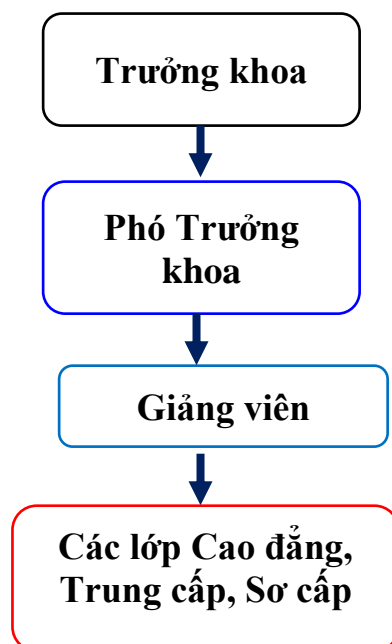 Trưởng khoa
Phó Trưởng
khoa
Giảng viên
Các lớp Cao đẳng,
Trung cấp, Sơ cấp